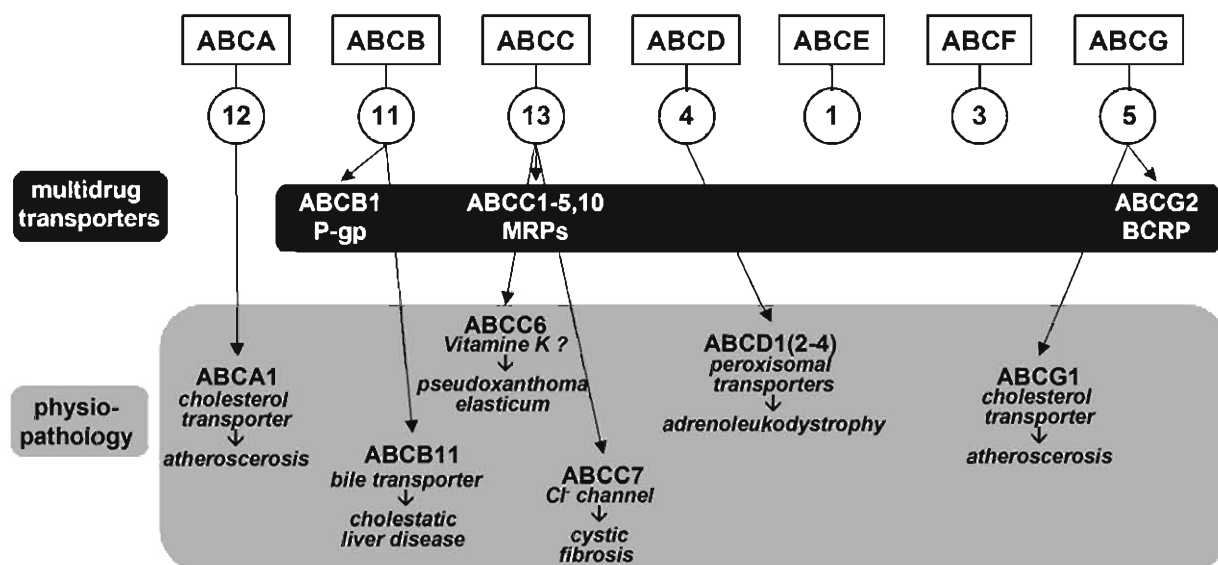 ABCA
ABCB
ABCC
ABCD
ABCE
ABCF
ABCG
12
11
13
4
1
3
5
multidrug
transporters
ABCB1
P-gp
ABCC1-5,10
MRPs
ABCG2
BCRP
physio-
pathology
ABCA1
cholesterol
transporter
↓
atheroscerosis
ABCB11
bile transporter
↓
cholestatic
liver disease
ABCC6
Vitamine K ?
↓
pseudoxanthoma
elasticum
ABCC7
Cl⁻ channel
↓
cystic
fibrosis
ABCD1(2-4)
peroxisomal
transporters
↓
adrenoleukodystrophy
ABCG1
cholesterol
transporter
↓
atheroscerosis